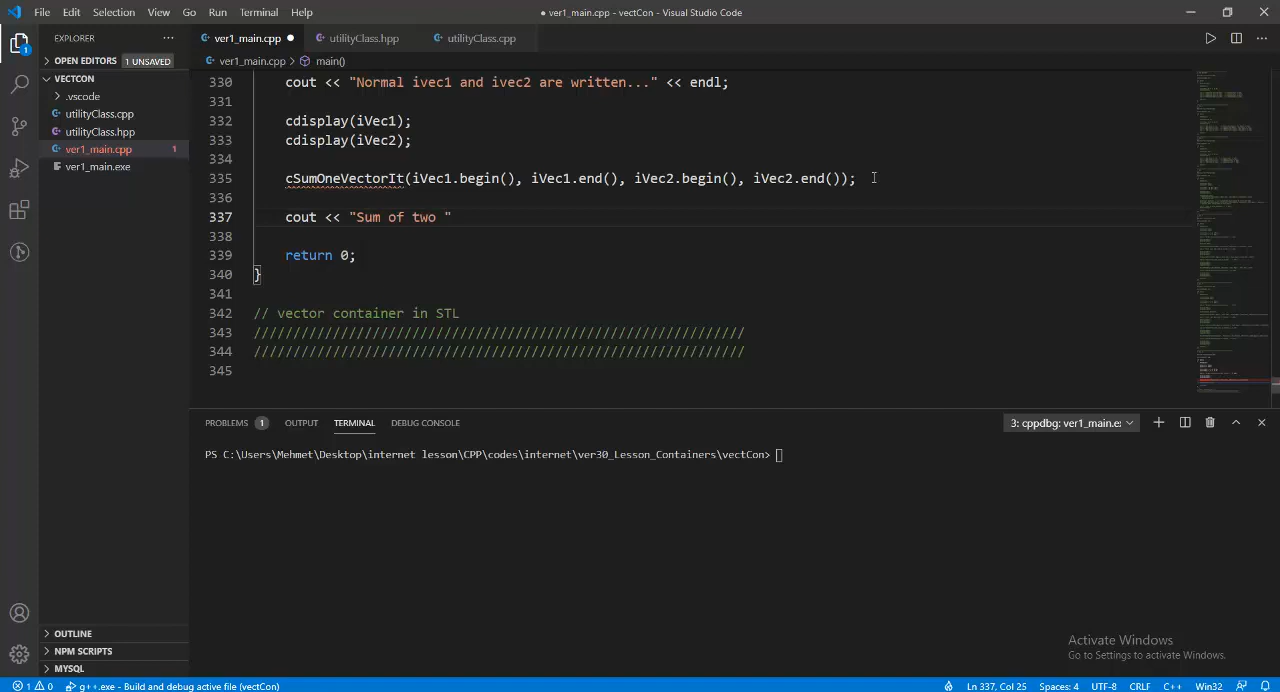 File Edit Selection View Go Run Terminal Help
● ver1_main.cpp - vectCon - Visual Studio Code
EXPLORER
OPEN EDITORS 1 UNSAVED
VECTCON
.vscode
utilityClass.cpp
utilityClass.hpp
ver1_main.cpp 1
ver1_main.exe
OUTLINE
NPM SCRIPTS
MYSQL
1
ver1_main.cpp ● utilityClass.hpp utilityClass.cpp
ver1_main.cpp > main()
330 cout << "Normal ivec1 and ivec2 are written..." << endl;
331
332 cdisplay(iVec1);
333 cdisplay(iVec2);
334
335 cSumOneVectorIt(iVec1.begin(), iVec1.end(), iVec2.begin(), iVec2.end());
336
337 cout << "Sum of two "
338
339 return 0;
340 }
341
342 // vector container in STL
343 ///////////////////////////////////////////////////////////////
344 ///////////////////////////////////////////////////////////////
345
PROBLEMS 1 OUTPUT TERMINAL DEBUG CONSOLE
3: cppdbg: ver1_main.e
PS C:\Users\Mehmet\Desktop\internet lesson\CPP\codes\internet\ver30_Lesson_Containers\vectCon>
Activate Windows
Go to Settings to activate Windows.
1 0 g++.exe - Build and debug active file (vectCon)
Ln 337, Col 25 Spaces: 4 UTF-8 CRLF C++ Win32